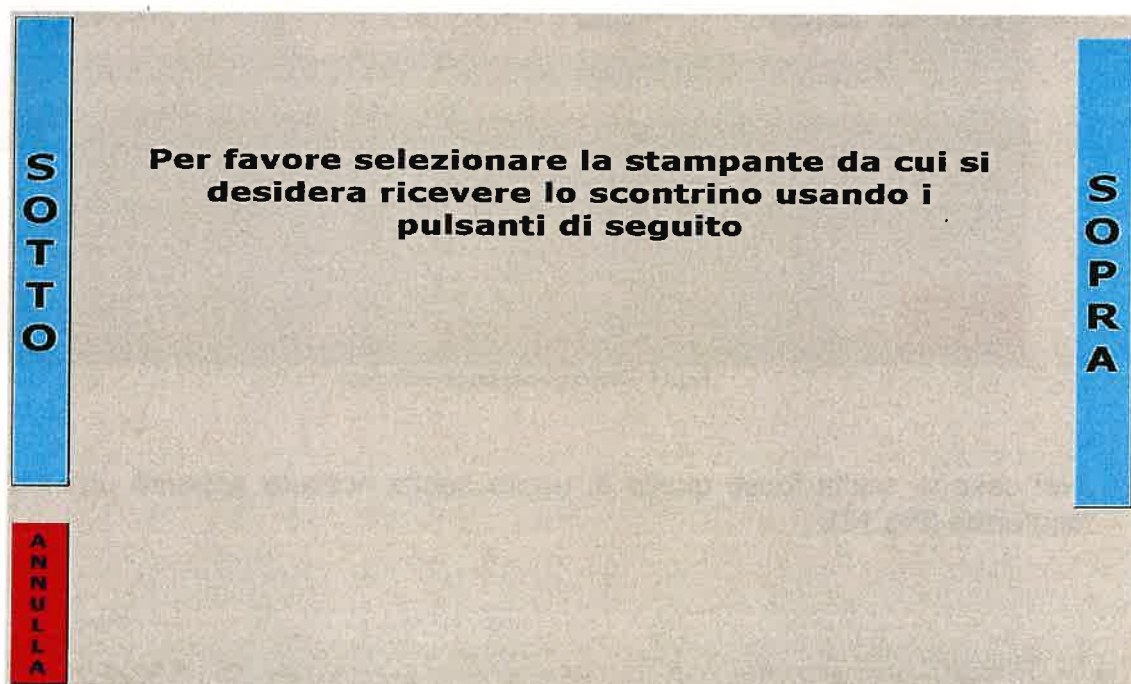 SOTTO
Per favore selezionare la stampante da cui si
desidera ricevere lo scontrino usando i
pulsanti di seguito
SOPRA
ANNULLA